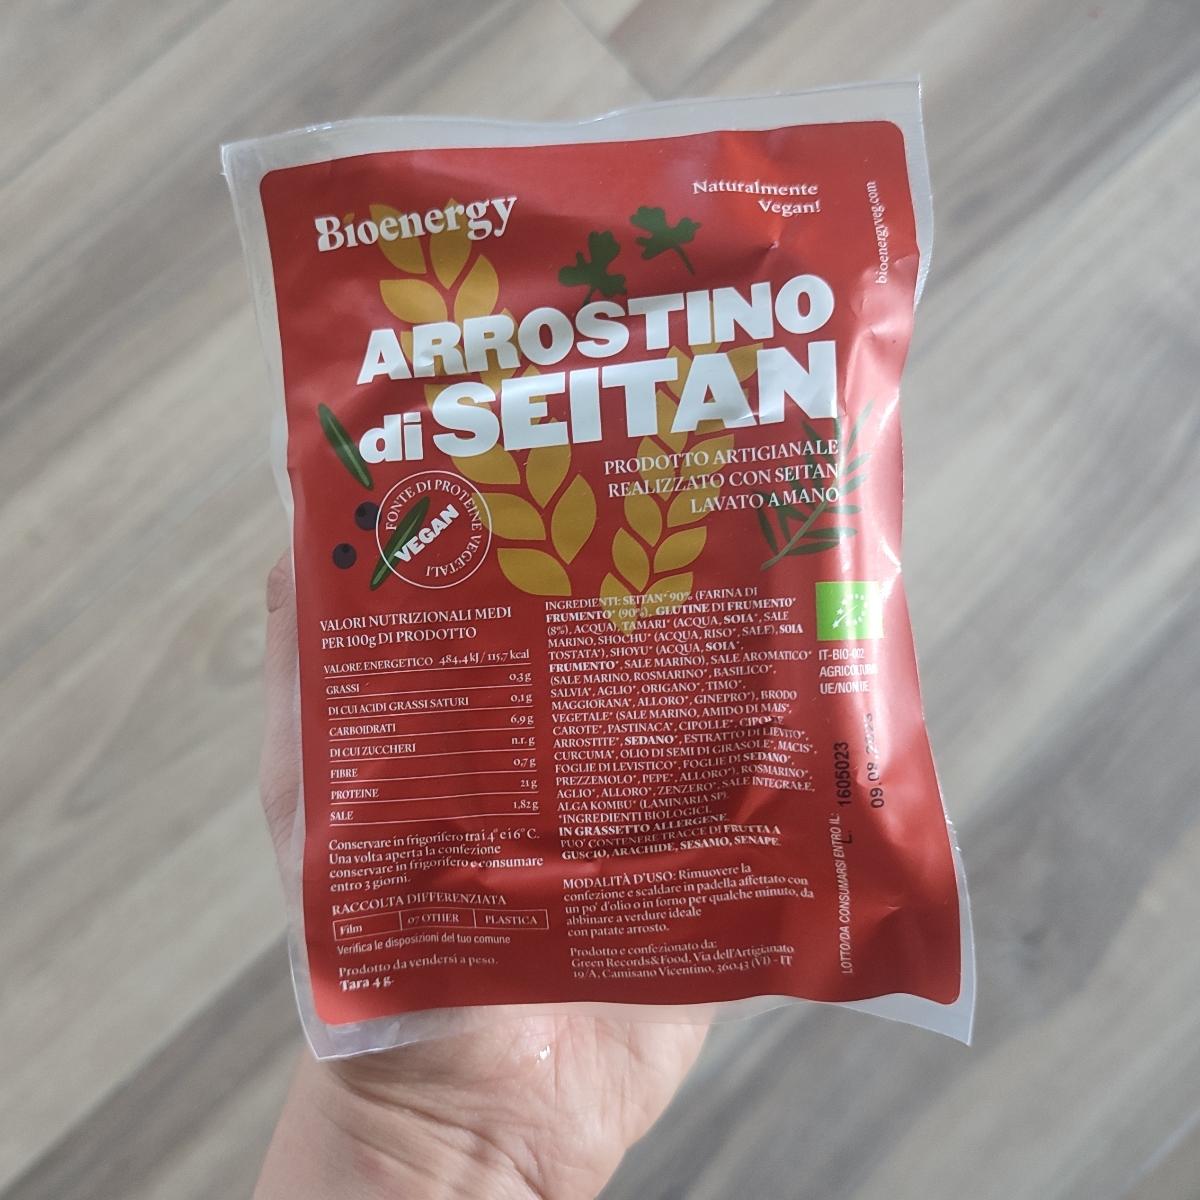 Bioenergy
Naturalmente
Vegan!
bioenergyveg.com
ARROSTINO
di SEITAN
PRODOTTO ARTIGIANALE
REALIZZATO CON SEITAN
LAVATO A MANO
FONTE DI PROTEINE VEGETALI
VEGAN
VALORI NUTRIZIONALI MEDI
PER 100g DI PRODOTTO
VALORE ENERGETICO 484,4 kJ / 115,7 kcal
GRASSI 0,3 g
DI CUI ACIDI GRASSI SATURI 0,1 g
CARBOIDRATI 6,9 g
DI CUI ZUCCHERI n.r. g
FIBRE 0,7 g
PROTEINE 21 g
SALE 1,82 g
Conservare in frigorifero tra i 4° e i 6° C.
Una volta aperta la confezione
conservare in frigorifero e consumare
entro 3 giorni.
RACCOLTA DIFFERENZIATA
Film 07 OTHER PLASTICA
Verifica le disposizioni del tuo comune
Prodotto da vendersi a peso.
Tara 4 g
INGREDIENTI: SEITAN* 90% (FARINA DI
FRUMENTO* (90%), GLUTINE DI FRUMENTO*
(8%), ACQUA), TAMARI* (ACQUA, SOIA*, SALE
MARINO, SHOCHU* (ACQUA, RISO*, SALE), SOIA
TOSTATA*), SHOYU* (ACQUA, SOIA*,
FRUMENTO*, SALE MARINO), SALE AROMATICO*
(SALE MARINO, ROSMARINO*, BASILICO*,
SALVIA*, AGLIO*, ORIGANO*, TIMO*,
MAGGIORANA*, ALLORO*, GINEPRO*), BRODO
VEGETALE* (SALE MARINO, AMIDO DI MAIS*,
CAROTE*, PASTINACA*, CIPOLLE*, CIPOLLE
ARROSTITE*, SEDANO*, ESTRATTO DI LIEVITO*,
CURCUMA*, OLIO DI SEMI DI GIRASOLE*, MACIS*,
FOGLIE DI LEVISTICO*, FOGLIE DI SEDANO*,
PREZZEMOLO*, PEPE*, ALLORO*), ROSMARINO*,
AGLIO*, ALLORO*, ZENZERO*, SALE INTEGRALE,
ALGA KOMBU* (LAMINARIA SP).
*INGREDIENTI BIOLOGICI.
IN GRASSETTO ALLERGENE.
PUO' CONTENERE TRACCE DI FRUTTA A
GUSCIO, ARACHIDE, SESAMO, SENAPE.
MODALITÀ D'USO: Rimuovere la
confezione e scaldare in padella affettato con
un po' d'olio o in forno per qualche minuto, da
abbinare a verdure ideale
con patate arrosto.
Prodotto e confezionato da:
Green Records&Food, Via dell'Artigianato
19/A, Camisano Vicentino, 36043 (VI) - IT
IT-BIO-002
AGRICOLTURA
UE/NON UE
LOTTO/DA CONSUMARSI ENTRO IL:
L. 1605023
09.08.2023